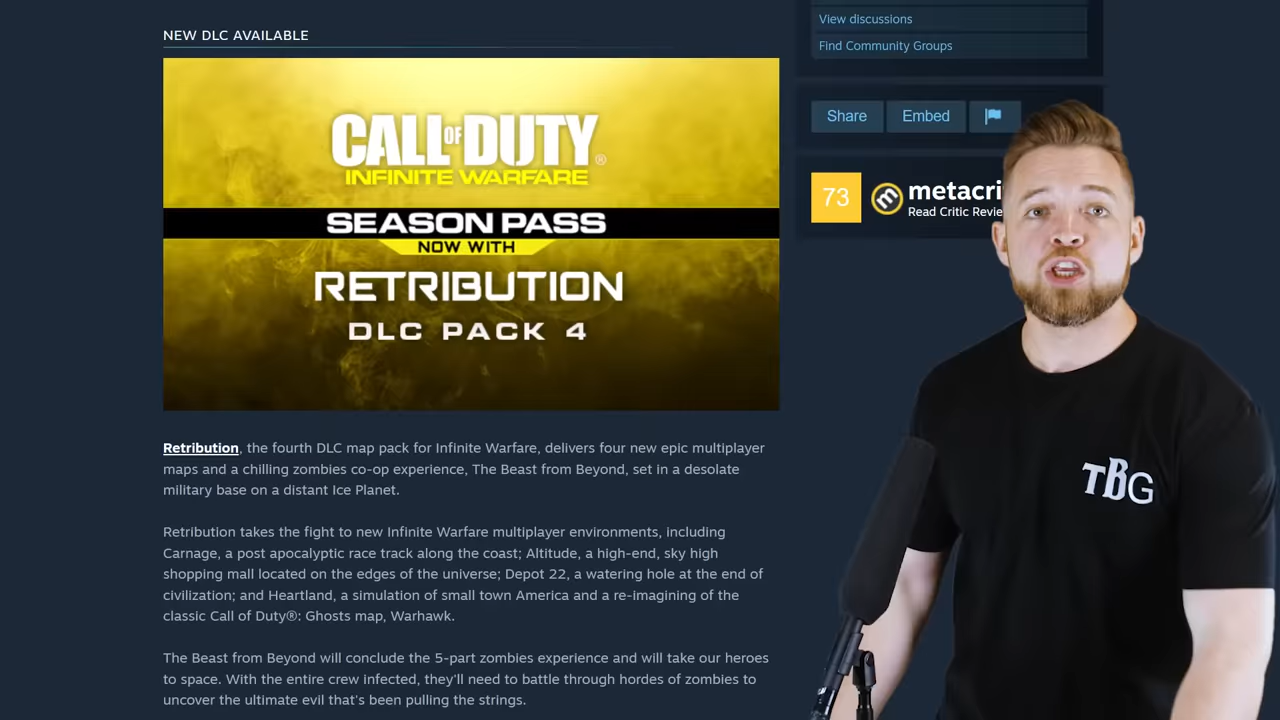 NEW DLC AVAILABLE
CALL OF DUTY®
INFINITE WARFARE
SEASON PASS
NOW WITH
RETRIBUTION
DLC PACK 4
Retribution, the fourth DLC map pack for Infinite Warfare, delivers four new epic multiplayer
maps and a chilling zombies co-op experience, The Beast from Beyond, set in a desolate
military base on a distant Ice Planet.
Retribution takes the fight to new Infinite Warfare multiplayer environments, including
Carnage, a post apocalyptic race track along the coast; Altitude, a high-end, sky high
shopping mall located on the edges of the universe; Depot 22, a watering hole at the end of
civilization; and Heartland, a simulation of small town America and a re-imagining of the
classic Call of Duty®: Ghosts map, Warhawk.
The Beast from Beyond will conclude the 5-part zombies experience and will take our heroes
to space. With the entire crew infected, they'll need to battle through hordes of zombies to
uncover the ultimate evil that's been pulling the strings.
View discussions
Find Community Groups
Share Embed
73 metacri
Read Critic Revie
TBG